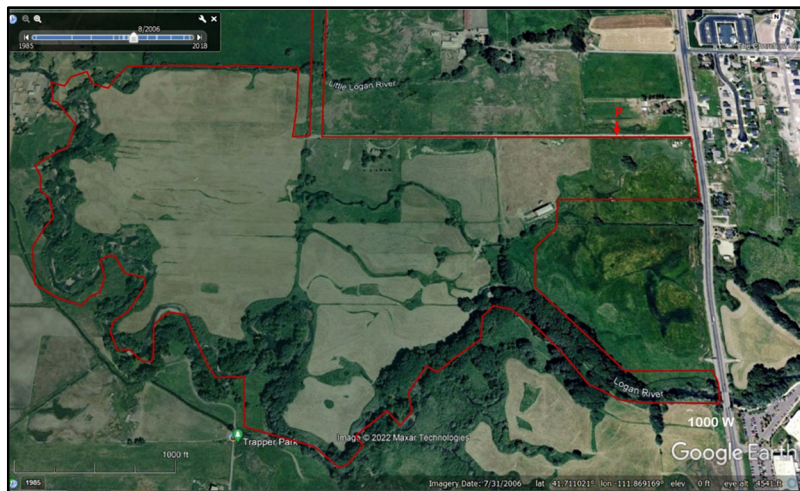 8/2006
1985
2018
N
Little Logan River
P
Logan River
1000 W
Trapper Park
Image © 2022 Maxar Technologies
1000 ft
Google Earth
1985
Imagery Date: 7/31/2006 lat 41.711021° lon -111.869169° elev 0 ft eye alt 4541 ft